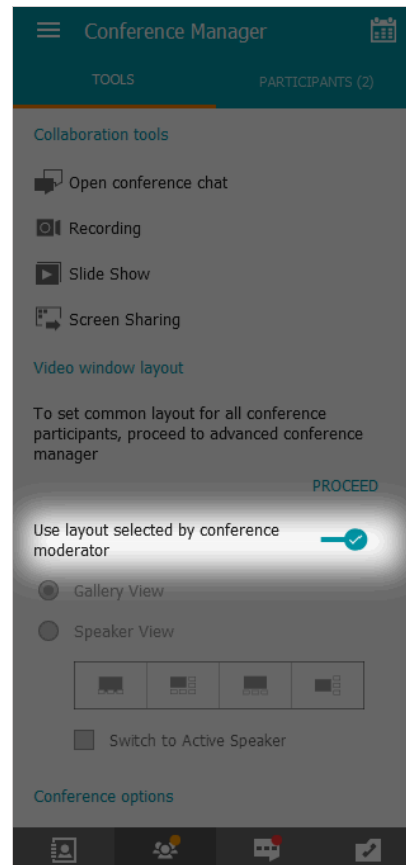 Conference Manager
TOOLS
PARTICIPANTS (2)
Collaboration tools
Open conference chat
Recording
Slide Show
Screen Sharing
Video window layout
To set common layout for all conference
participants, proceed to advanced conference
manager
PROCEED
Use layout selected by conference
moderator
Gallery View
Speaker View
Switch to Active Speaker
Conference options